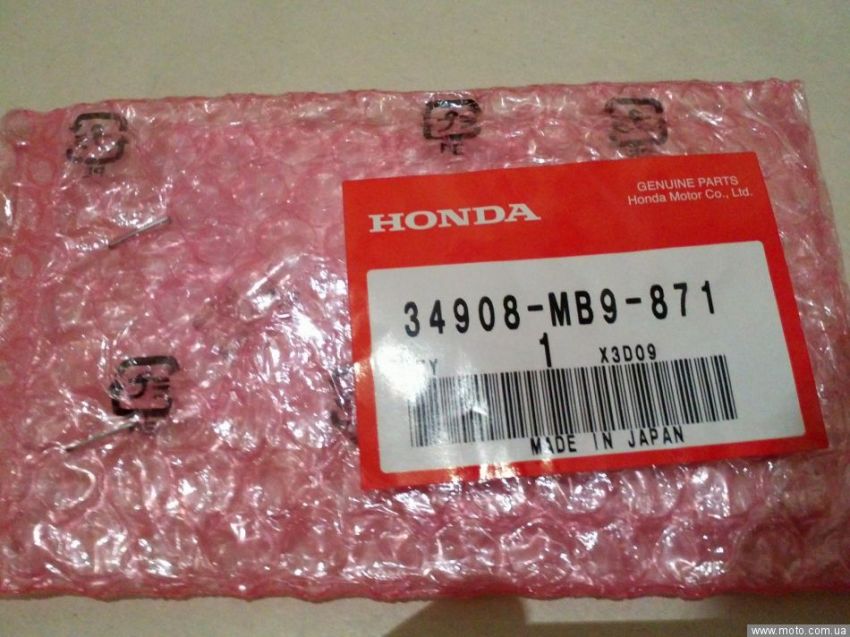 GENUINE PARTS
Honda Motor Co., Ltd.
HONDA
34908-MB9-871
1 X3D09
MADE IN JAPAN
www.moto.com.ua